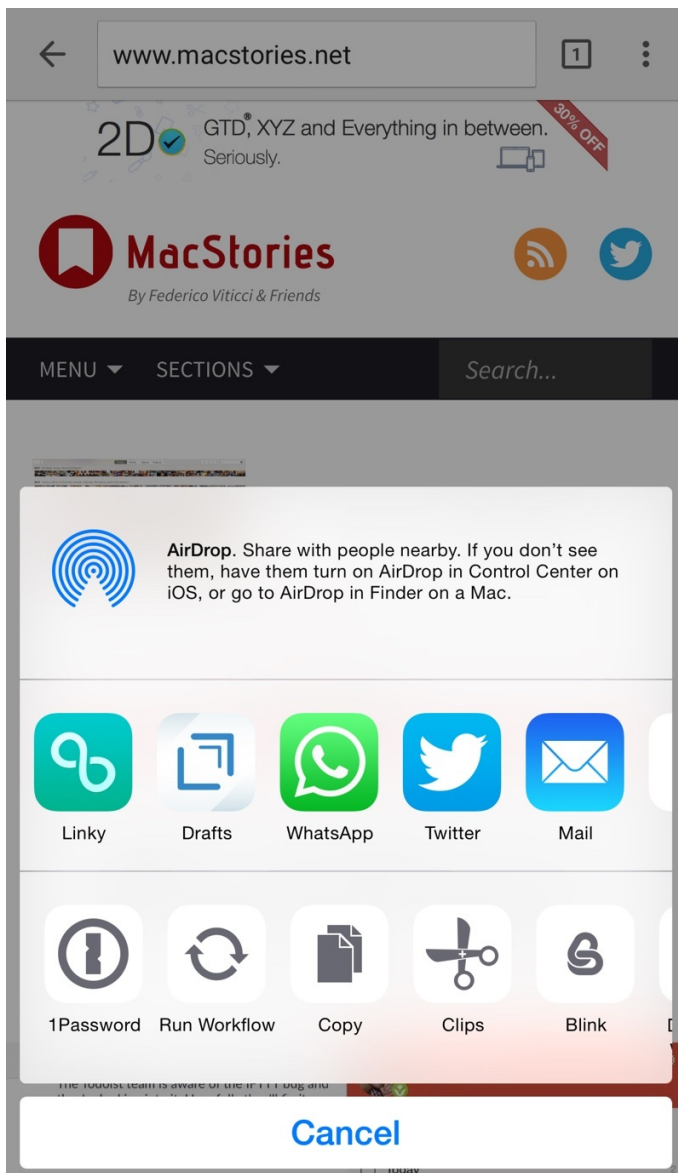 www.macstories.net
1
2D
GTD®, XYZ and Everything in between.
Seriously.
30% OFF
MacStories
By Federico Viticci & Friends
MENU
SECTIONS
Search...
AirDrop. Share with people nearby. If you don't see
them, have them turn on AirDrop in Control Center on
iOS, or go to AirDrop in Finder on a Mac.
Linky
Drafts
WhatsApp
Twitter
Mail
1Password
Run Workflow
Copy
Clips
Blink
The Todoist team is aware of the IFTTT bug and
Cancel
Today